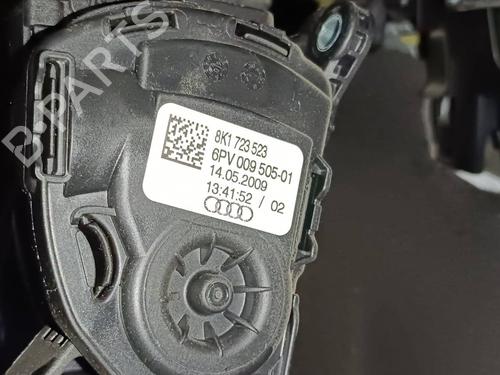 B-PARTS
8K1 723 523
6PV 009 505-01
14.05.2009
13:41:52 / 02